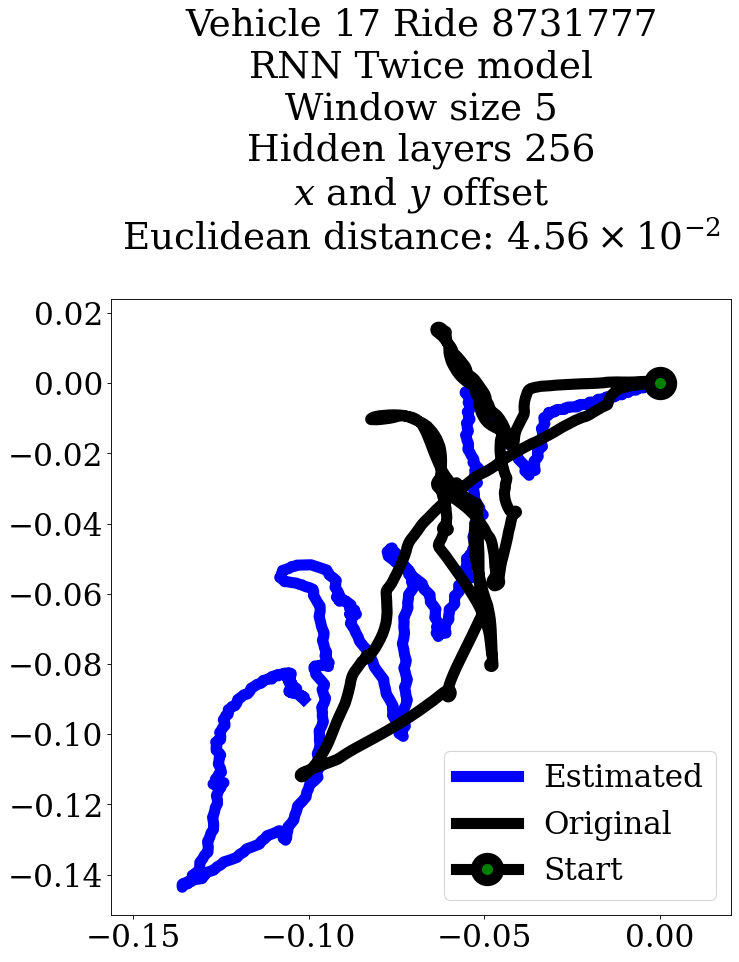 Vehicle 17 Ride 8731777
RNN Twice model
Window size 5
Hidden layers 256
x and y offset
Euclidean distance: 4.56 × 10⁻²
0.02
0.00
−0.02
−0.04
−0.06
−0.08
−0.10
−0.12
−0.14
Estimated
Original
Start
−0.15 −0.10 −0.05 0.00